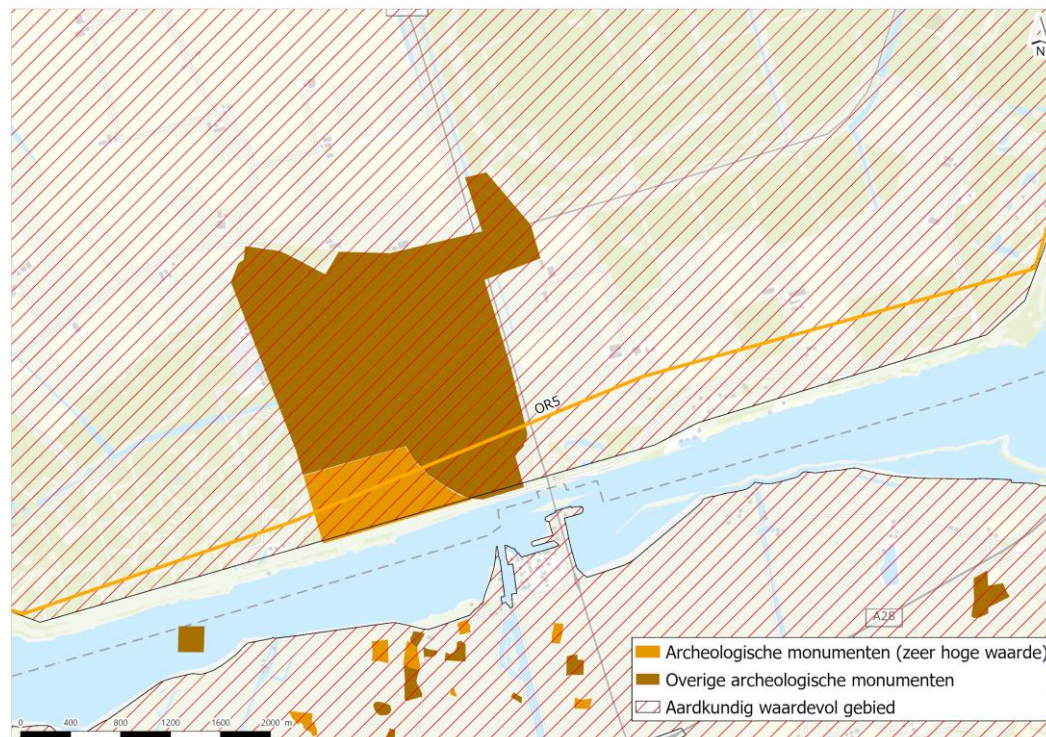 N
OR5
A28
Archeologische monumenten (zeer hoge waarde)
Overige archeologische monumenten
Aardkundig waardevol gebied
0 400 800 1200 1600 2000 m